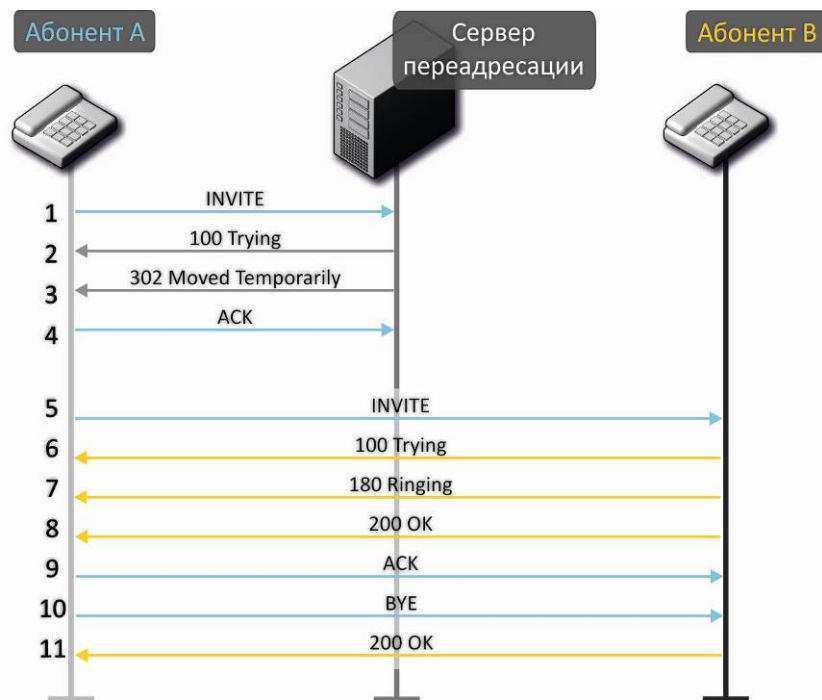 Абонент А
Сервер
переадресации
Абонент В
1 INVITE
2 100 Trying
3 302 Moved Temporarily
4 ACK
5 INVITE
6 100 Trying
7 180 Ringing
8 200 OK
9 ACK
10 BYE
11 200 OK